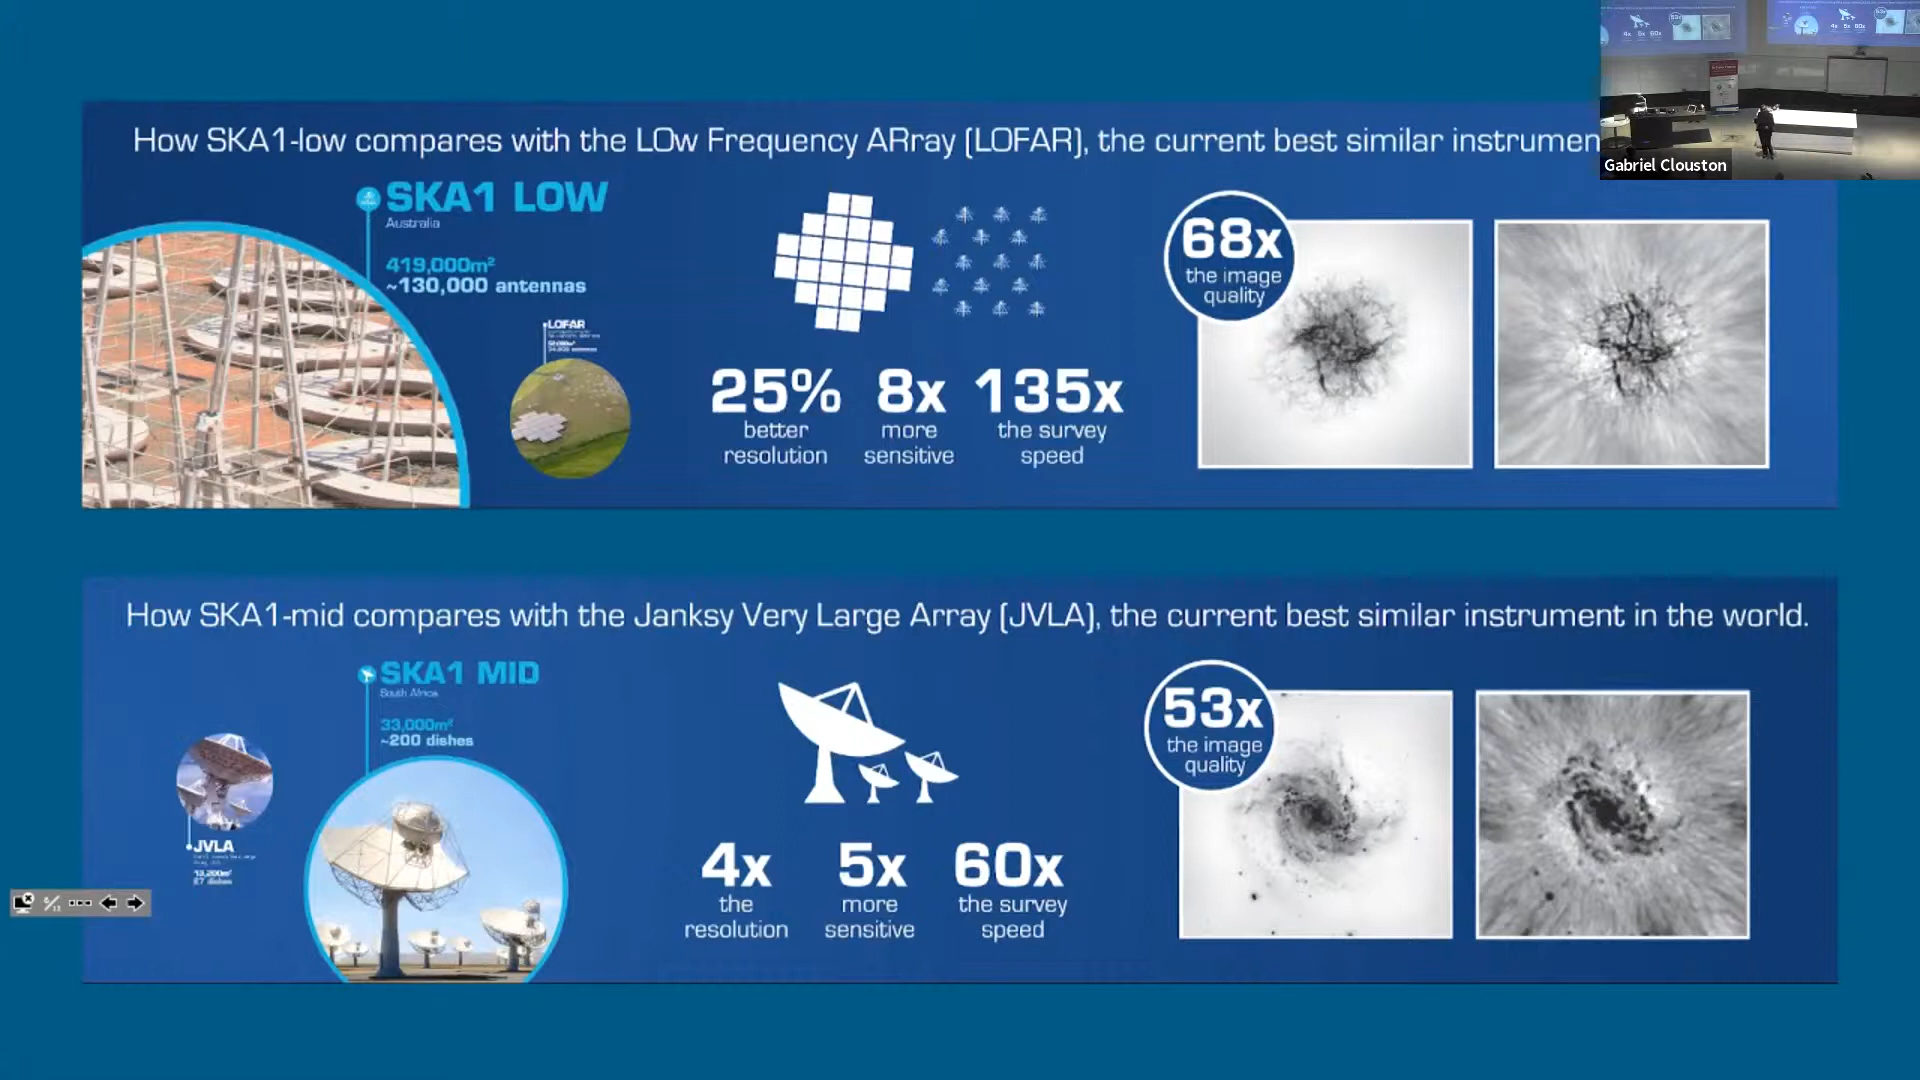 How SKA1-low compares with the LOw Frequency ARray (LOFAR), the current best similar instrumen
SKA1 LOW
Australia
419,000m²
~130,000 antennas
LOFAR
25%
better
resolution
8x
more
sensitive
135x
the survey
speed
68x
the image
quality
Gabriel Clouston
How SKA1-mid compares with the Janksy Very Large Array (JVLA), the current best similar instrument in the world.
SKA1 MID
South Africa
33,000m²
~200 dishes
JVLA
4x
the
resolution
5x
more
sensitive
60x
the survey
speed
53x
the image
quality